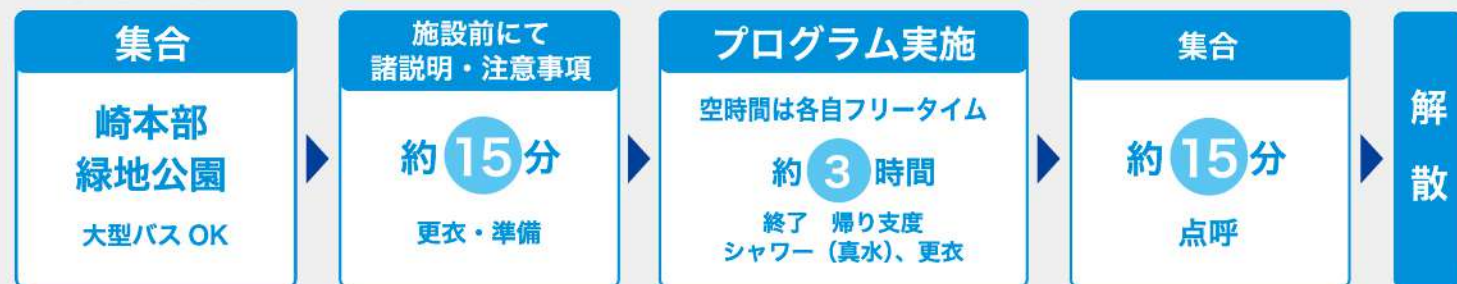 集合
崎本部
緑地公園
大型バス OK
施設前にて
諸説明・注意事項
約15分
更衣・準備
プログラム実施
空時間は各自フリータイム
約3時間
終了　帰り支度
シャワー（真水）、更衣
集合
約15分
点呼
解散